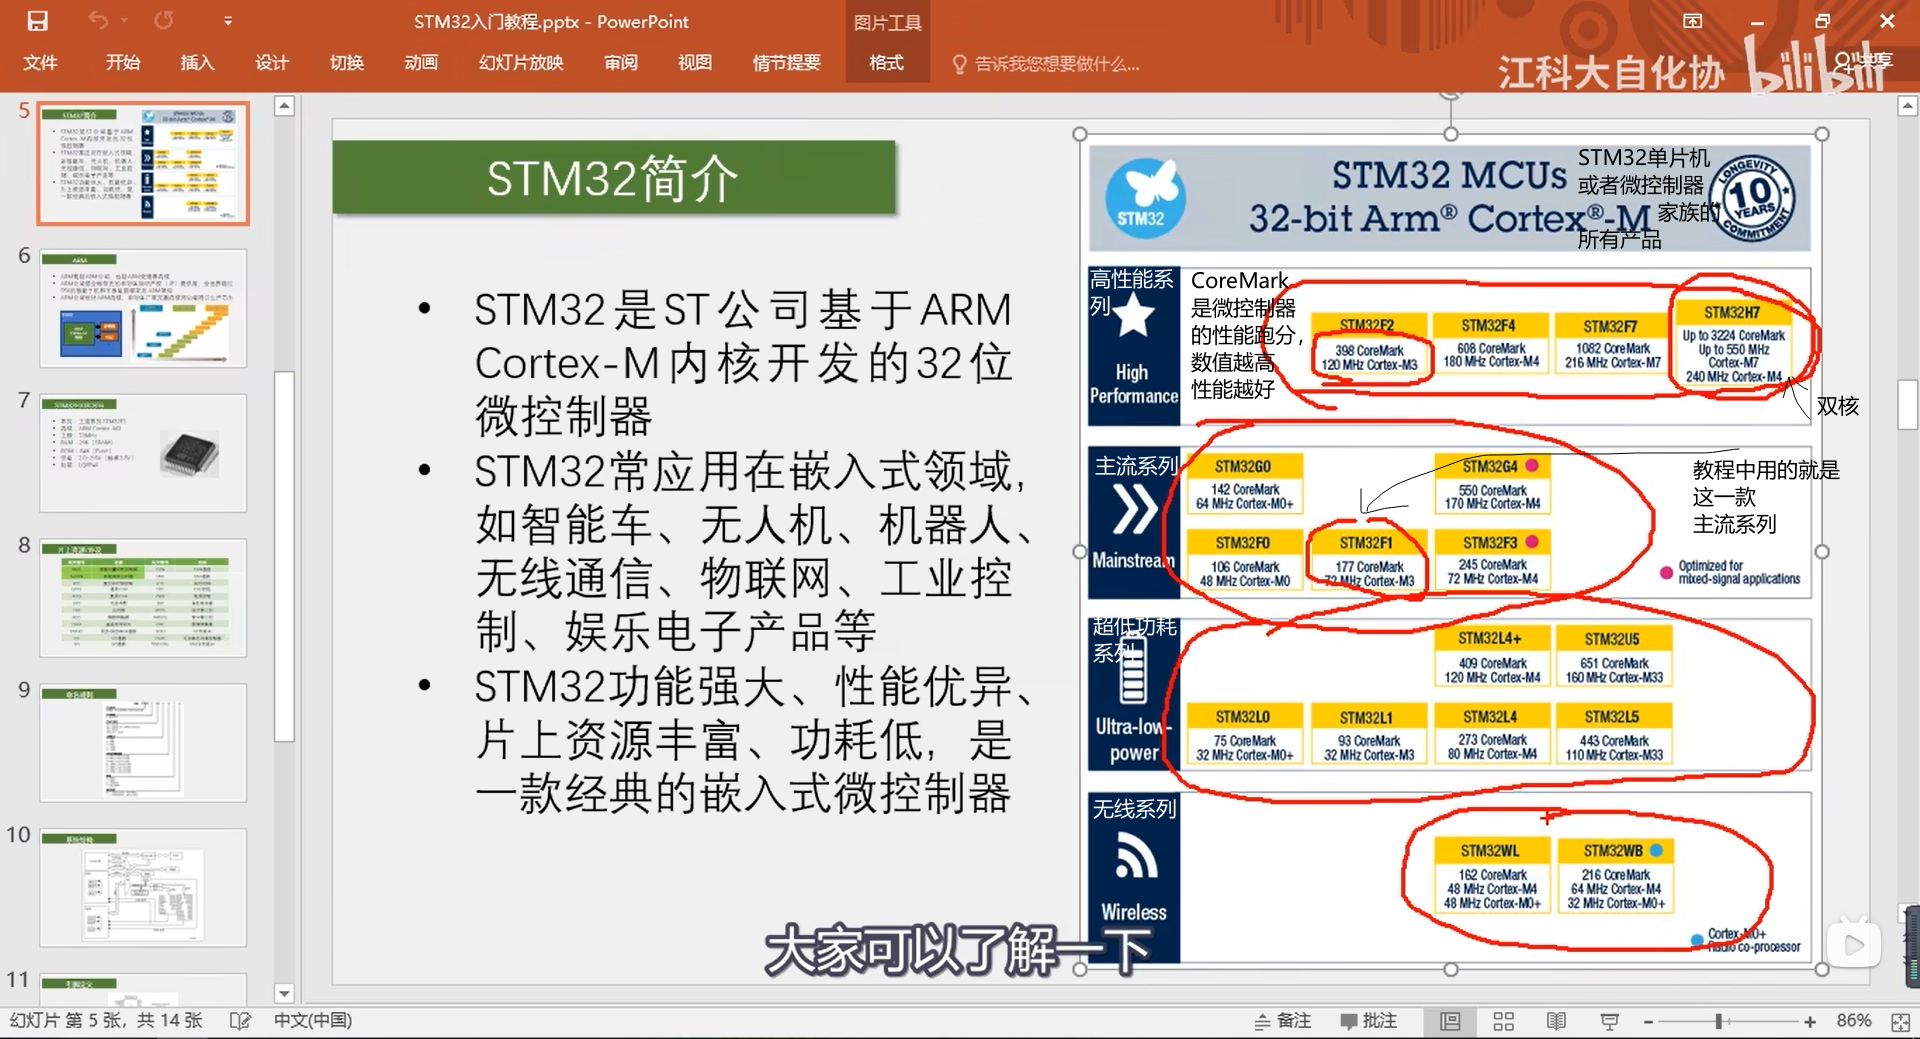 STM32入门教程.pptx - PowerPoint
图片工具
文件
开始
插入
设计
切换
动画
幻灯片放映
审阅
视图
情节提要
格式
告诉我您想要做什么...
共享
江科大自化协
bilibili
5
6
7
8
9
10
11
STM32简介
• STM32是ST公司基于ARM
Cortex-M内核开发的32位
微控制器
• STM32常应用在嵌入式领域，
如智能车、无人机、机器人、
无线通信、物联网、工业控
制、娱乐电子产品等
• STM32功能强大、性能优异、
片上资源丰富、功耗低，是
一款经典的嵌入式微控制器
STM32
STM32 MCUs
32-bit Arm® Cortex®-M
STM32单片机
或者微控制器
家族的
所有产品
LONGEVITY
10
YEARS
COMMITMENT
高性能系
列
High
Performance
CoreMark
是微控制器
的性能跑分，
数值越高
性能越好
STM32F2
398 CoreMark
120 MHz Cortex-M3
STM32F4
608 CoreMark
180 MHz Cortex-M4
STM32F7
1082 CoreMark
216 MHz Cortex-M7
STM32H7
Up to 3224 CoreMark
Up to 550 MHz
Cortex-M7
240 MHz Cortex-M4
双核
主流系列
Mainstream
STM32G0
142 CoreMark
64 MHz Cortex-M0+
STM32G4
550 CoreMark
170 MHz Cortex-M4
教程中用的就是
这一款
主流系列
STM32F0
106 CoreMark
48 MHz Cortex-M0
STM32F1
177 CoreMark
72 MHz Cortex-M3
STM32F3
245 CoreMark
72 MHz Cortex-M4
Optimized for
mixed-signal applications
超低功耗
系列
Ultra-low-
power
STM32L4+
409 CoreMark
120 MHz Cortex-M4
STM32U5
651 CoreMark
160 MHz Cortex-M33
STM32L0
75 CoreMark
32 MHz Cortex-M0+
STM32L1
93 CoreMark
32 MHz Cortex-M3
STM32L4
273 CoreMark
80 MHz Cortex-M4
STM32L5
443 CoreMark
110 MHz Cortex-M33
无线系列
Wireless
STM32WL
162 CoreMark
48 MHz Cortex-M4
48 MHz Cortex-M0+
STM32WB
216 CoreMark
64 MHz Cortex-M4
32 MHz Cortex-M0+
Cortex-M0+
Radio co-processor
大家可以了解一下
幻灯片 第 5 张，共 14 张
中文(中国)
备注
批注
86%